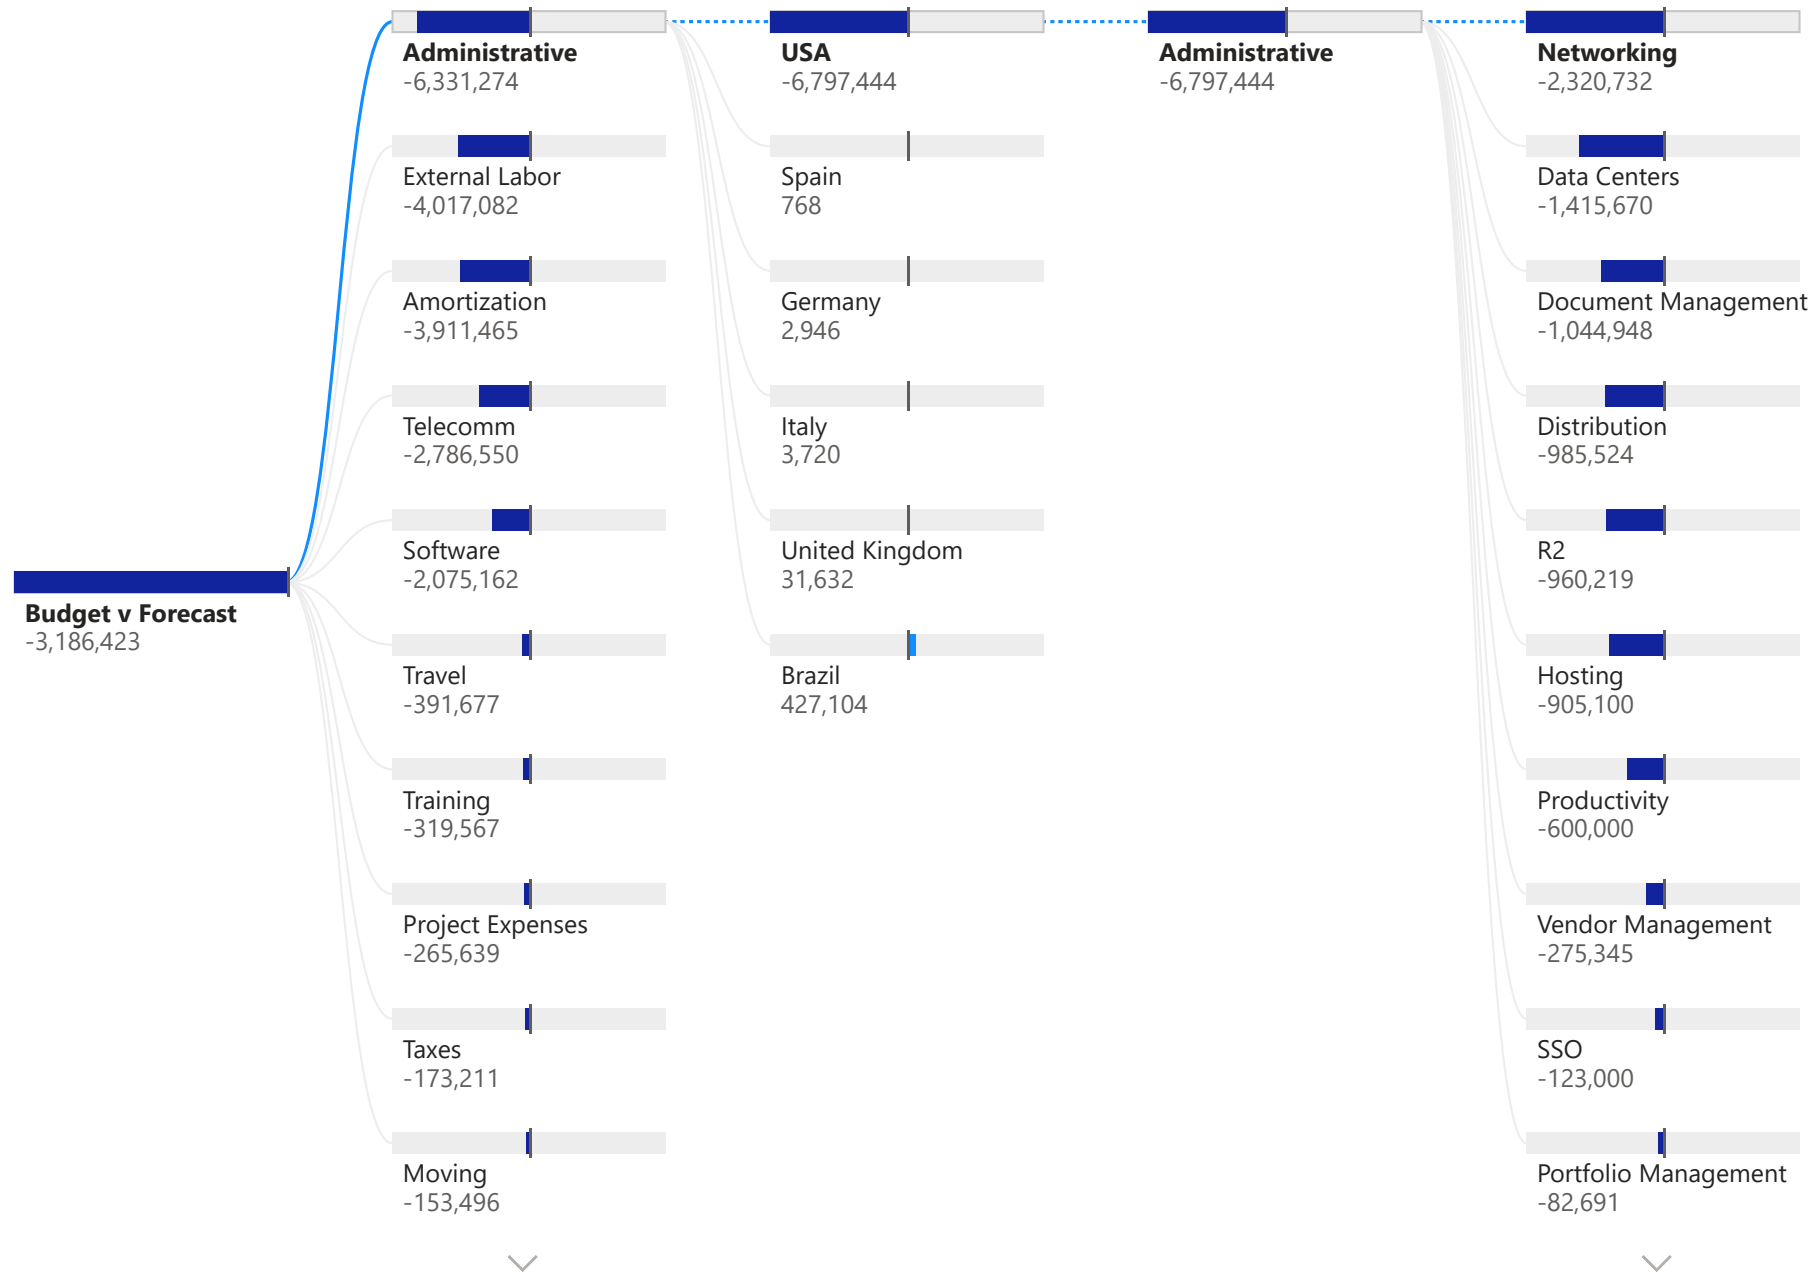 Budget v Forecast
-3,186,423
Administrative
-6,331,274
External Labor
-4,017,082
Amortization
-3,911,465
Telecomm
-2,786,550
Software
-2,075,162
Travel
-391,677
Training
-319,567
Project Expenses
-265,639
Taxes
-173,211
Moving
-153,496
USA
-6,797,444
Spain
768
Germany
2,946
Italy
3,720
United Kingdom
31,632
Brazil
427,104
Administrative
-6,797,444
Networking
-2,320,732
Data Centers
-1,415,670
Document Management
-1,044,948
Distribution
-985,524
R2
-960,219
Hosting
-905,100
Productivity
-600,000
Vendor Management
-275,345
SSO
-123,000
Portfolio Management
-82,691